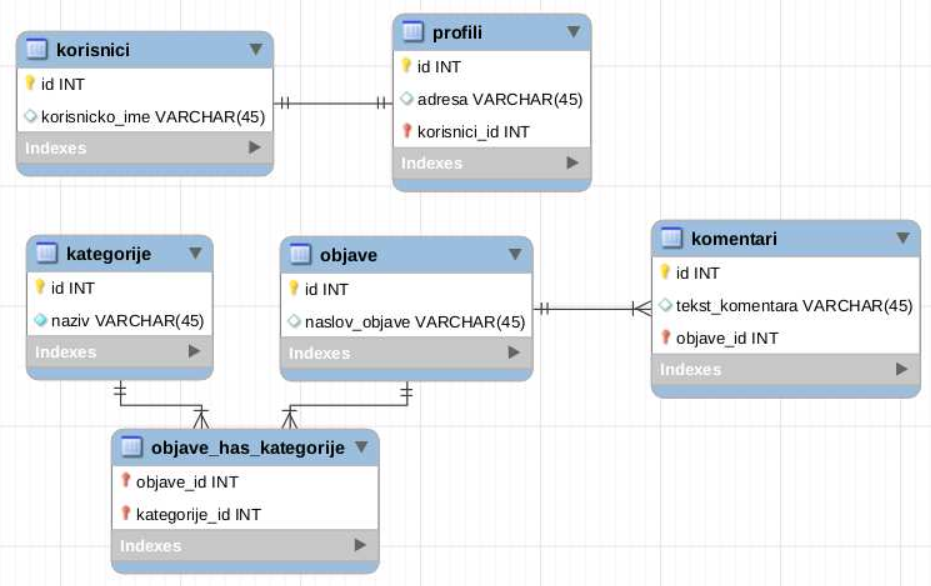 korisnici
id INT
korisnicko_ime VARCHAR(45)
Indexes
profili
id INT
adresa VARCHAR(45)
korisnici_id INT
Indexes
kategorije
id INT
naziv VARCHAR(45)
Indexes
objave
id INT
naslov_objave VARCHAR(45)
Indexes
komentari
id INT
tekst_komentara VARCHAR(45)
objave_id INT
Indexes
objave_has_kategorije
objave_id INT
kategorije_id INT
Indexes